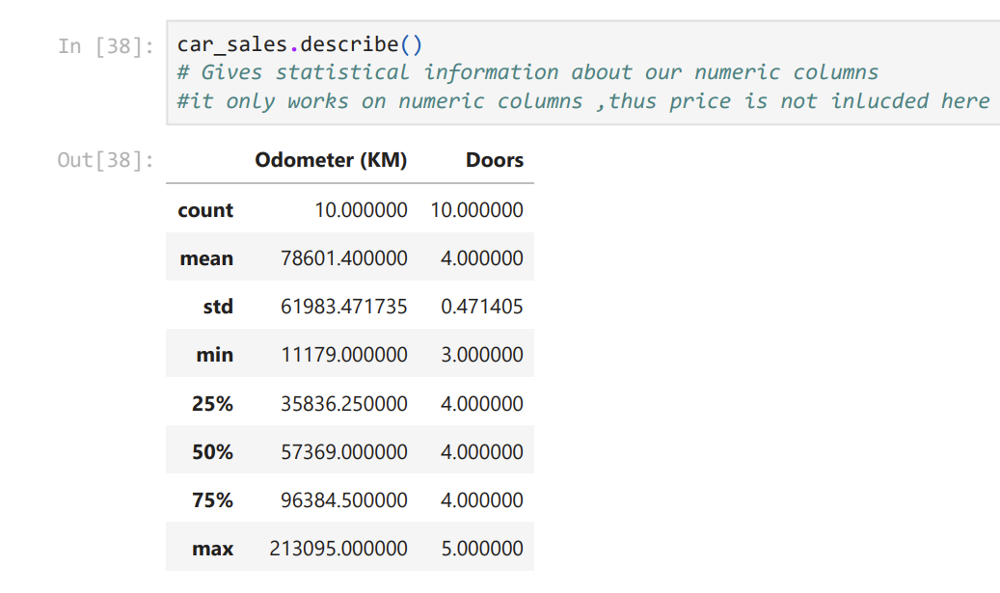 In [38]: car_sales.describe()
# Gives statistical information about our numeric columns
#it only works on numeric columns ,thus price is not inlucded here
Out[38]: Odometer (KM) Doors
count 10.000000 10.000000
mean 78601.400000 4.000000
std 61983.471735 0.471405
min 11179.000000 3.000000
25% 35836.250000 4.000000
50% 57369.000000 4.000000
75% 96384.500000 4.000000
max 213095.000000 5.000000